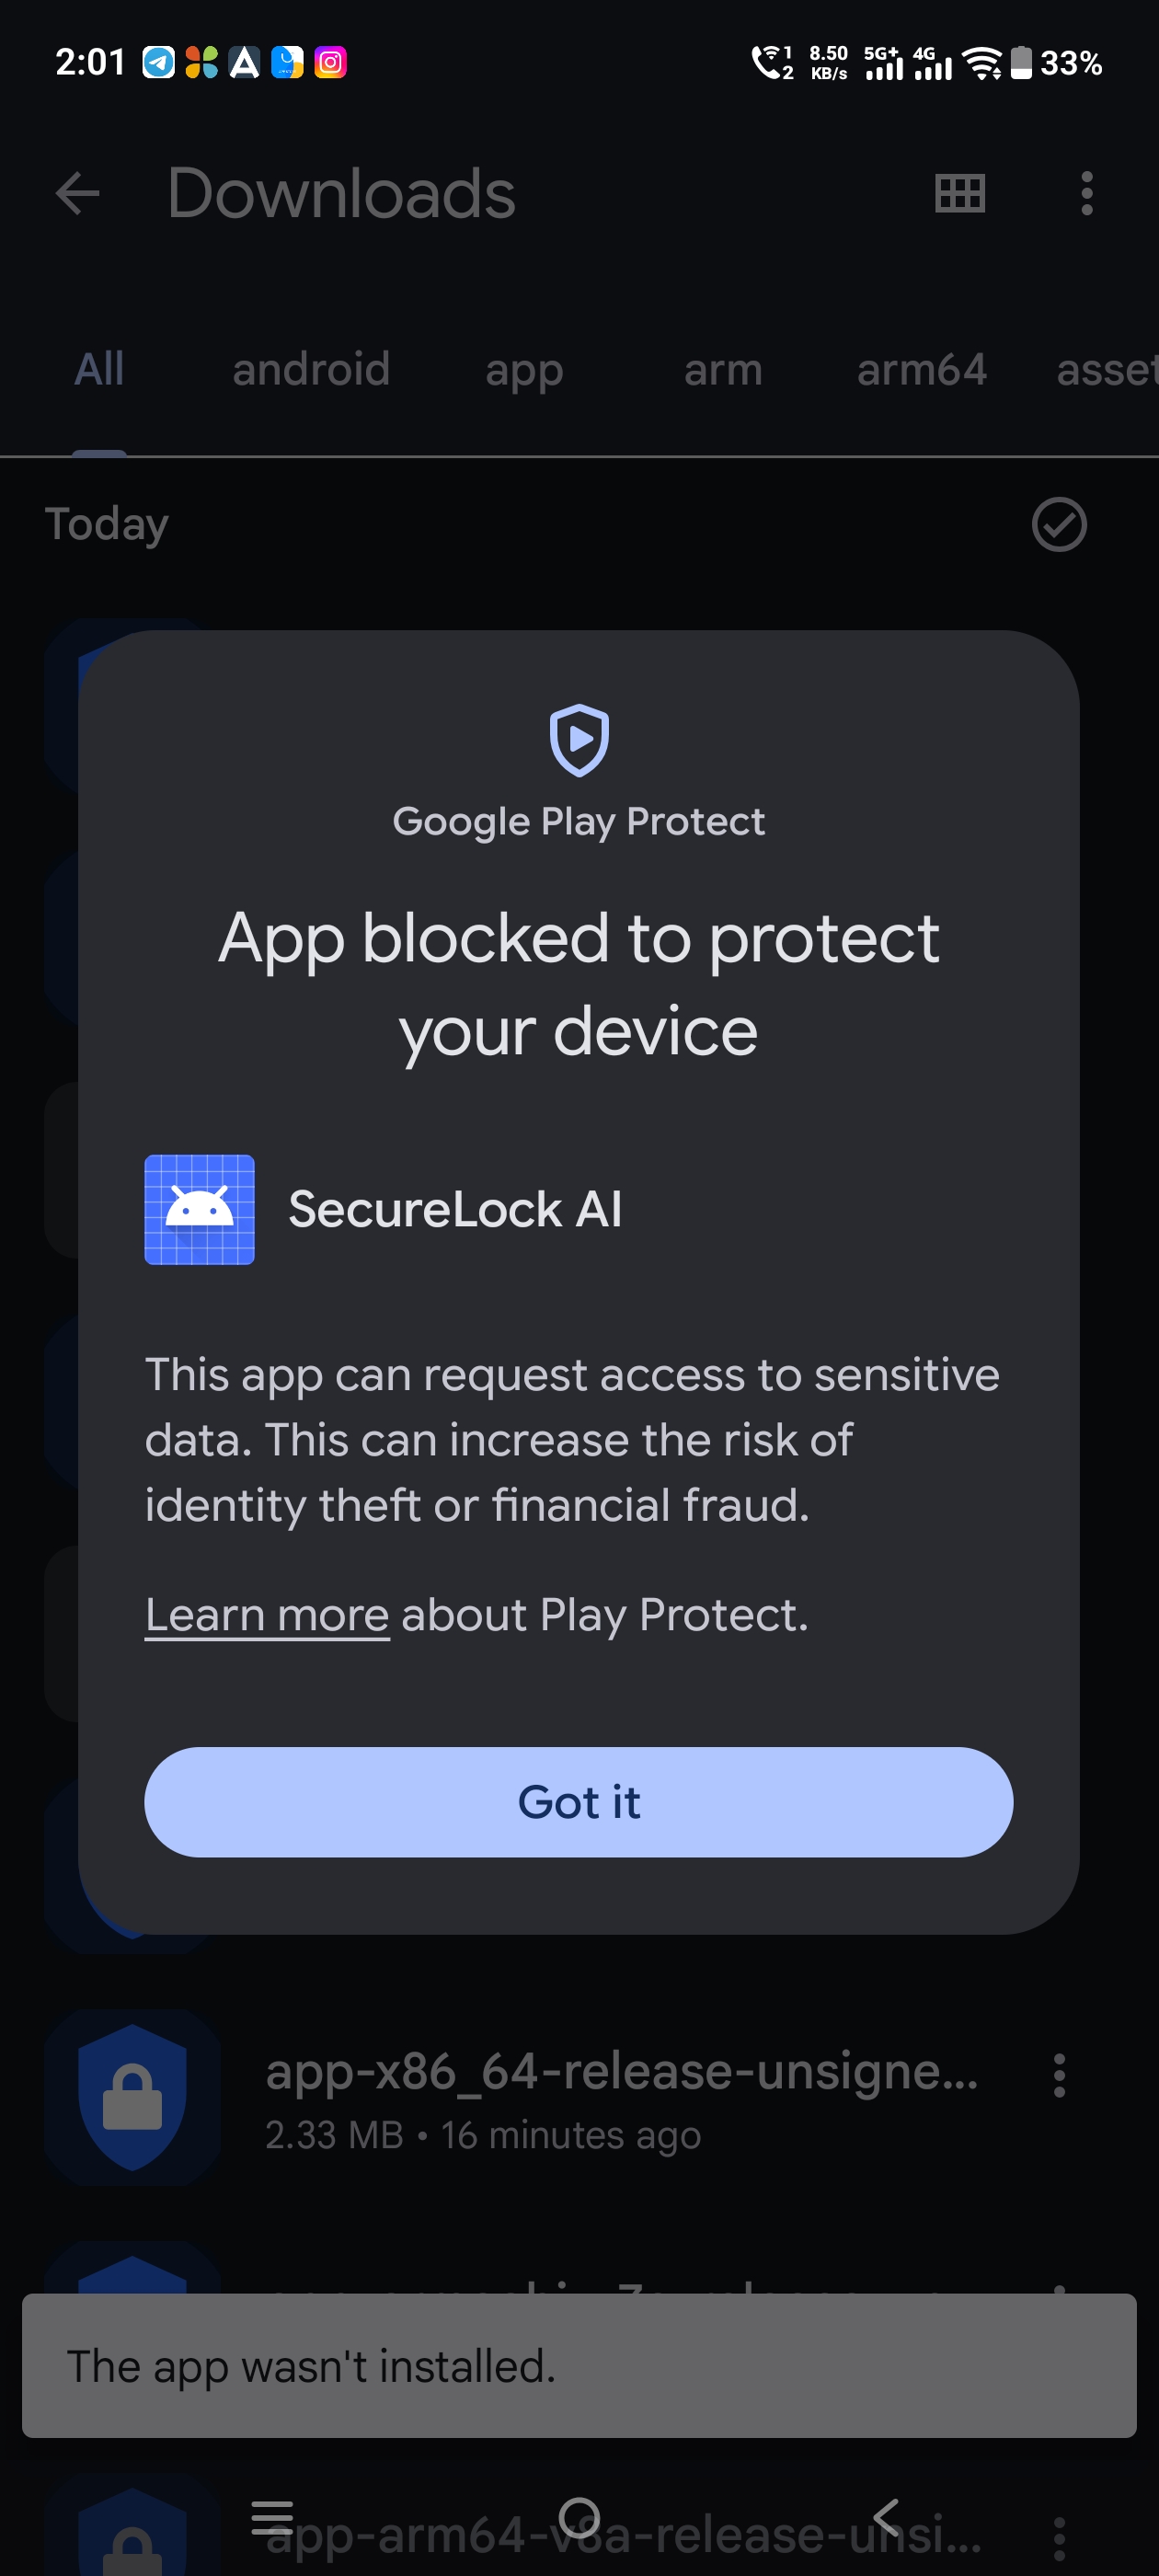 2:01
1
2
8.50
KB/s
5G+
4G
33%
Downloads
All
android
app
arm
arm64
asset
Today
Google Play Protect
App blocked to protect
your device
SecureLock AI
This app can request access to sensitive
data. This can increase the risk of
identity theft or financial fraud.
Learn more about Play Protect.
Got it
app-x86_64-release-unsigne...
2.33 MB • 16 minutes ago
The app wasn't installed.
app-arm64-v8a-release-unsi...